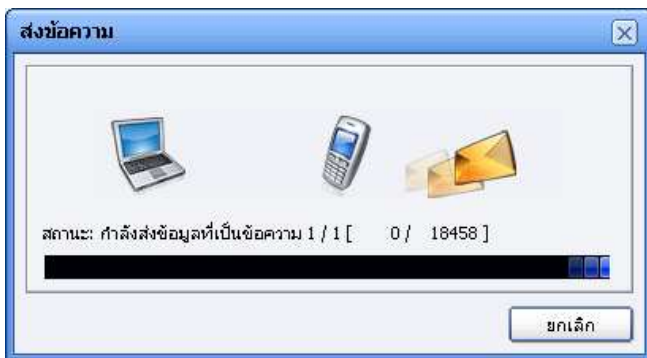 ส่งข้อความ
สถานะ: กำลังส่งข้อมูลที่เป็นข้อความ 1 / 1 [ 0 / 18458 ]
ยกเลิก